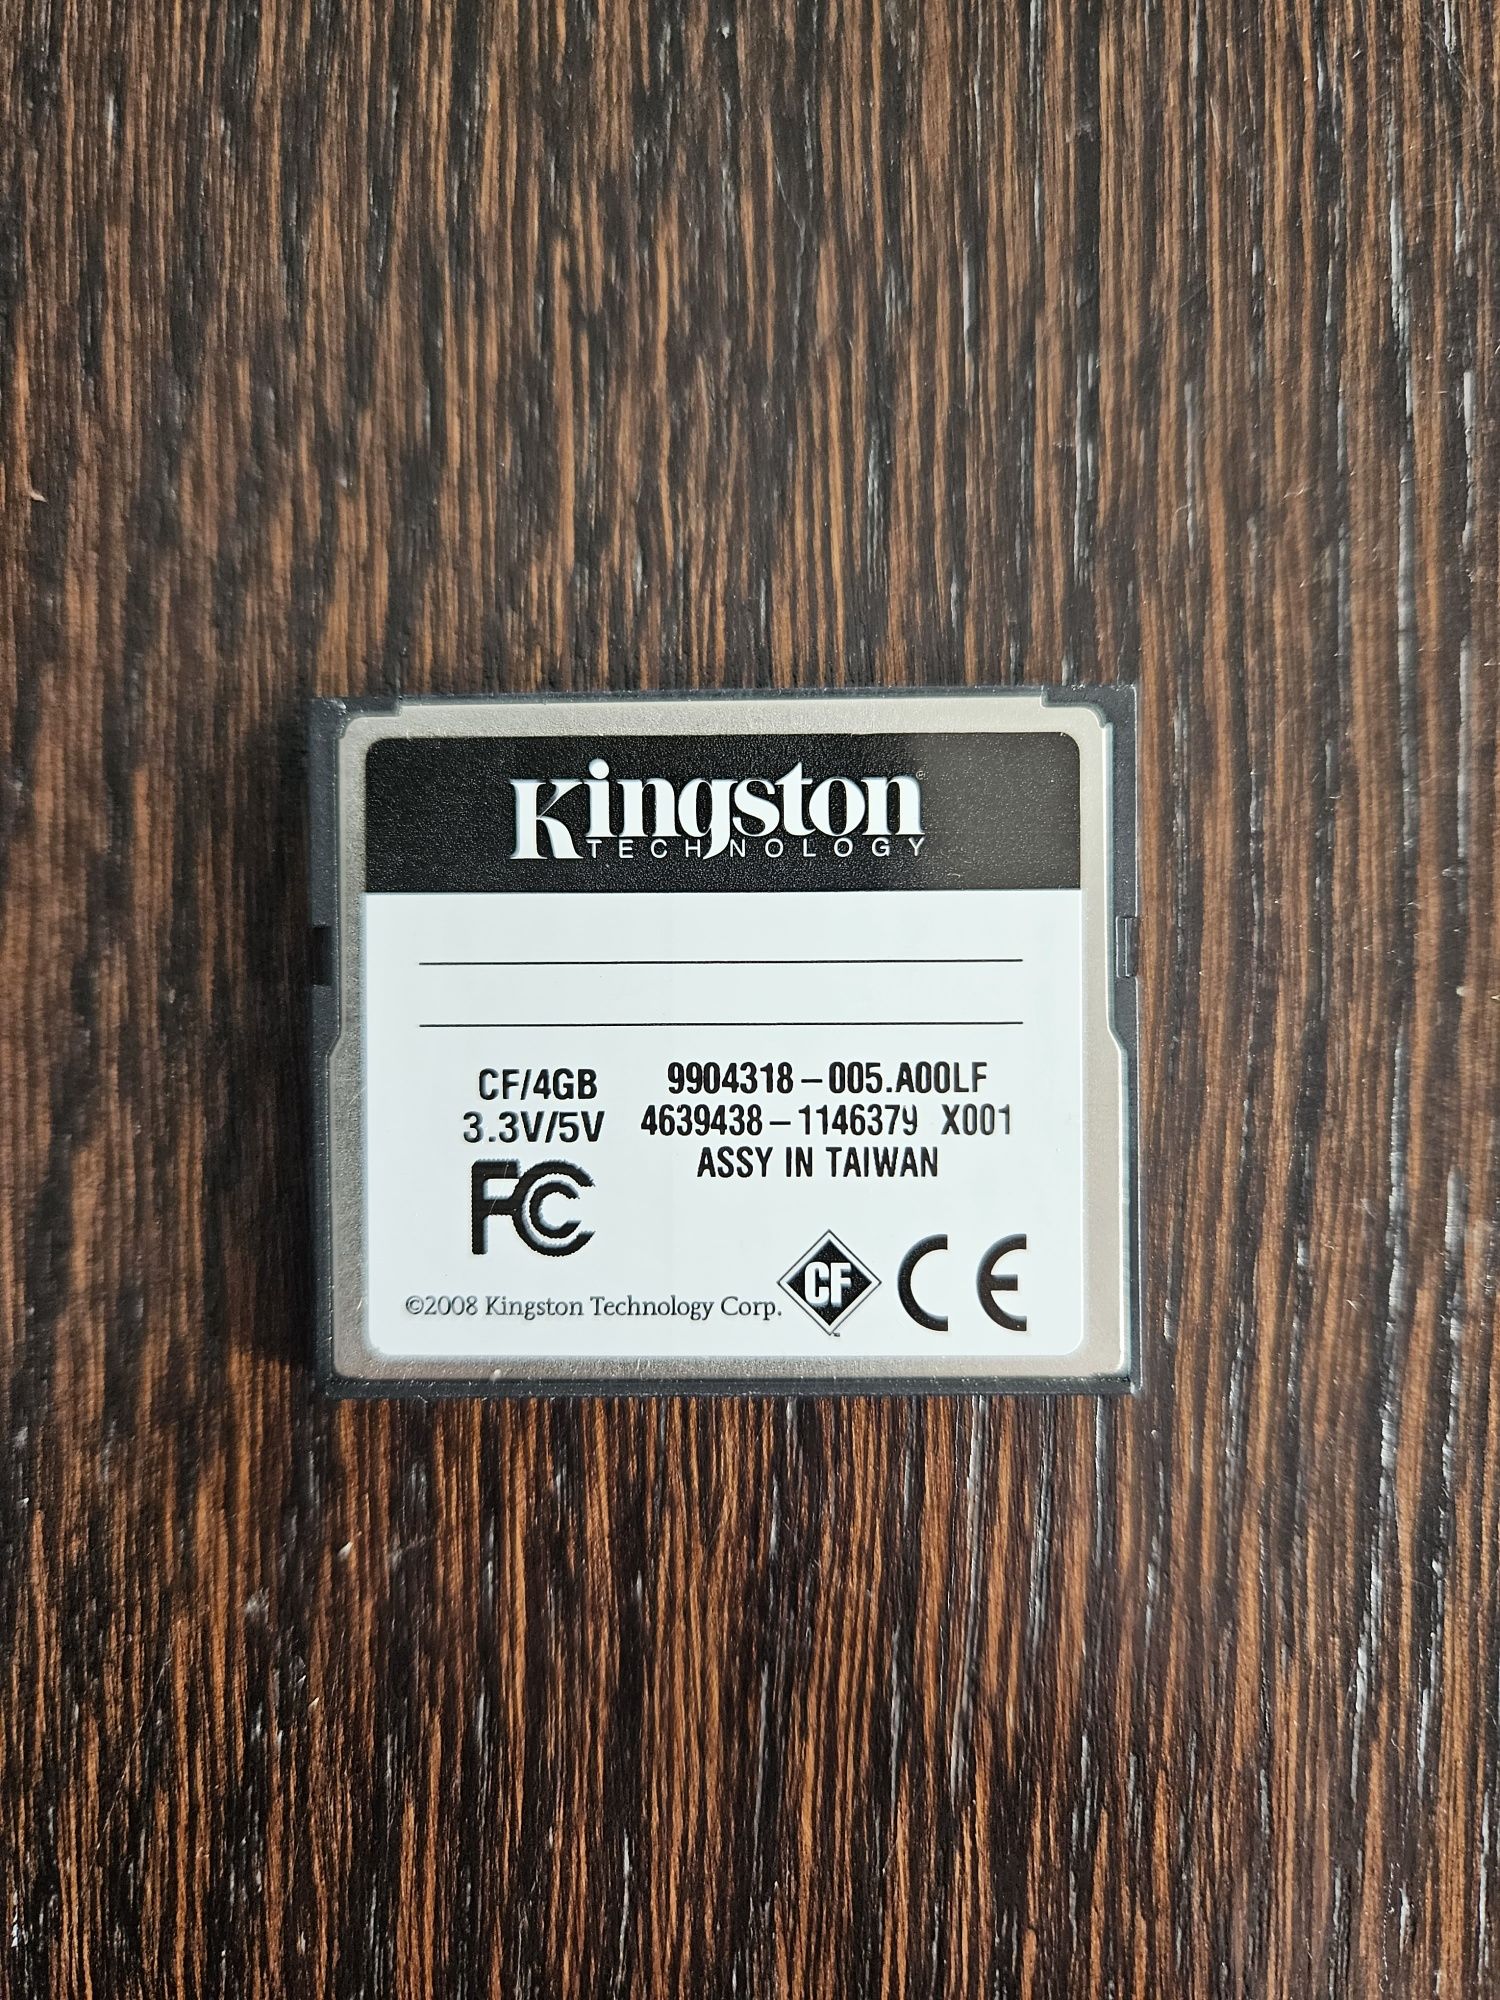 Kingston®
TECHNOLOGY
CF/4GB
3.3V/5V
9904318-005.A00LF
4639438-1146379 X001
ASSY IN TAIWAN
FC
CF
CE
©2008 Kingston Technology Corp.